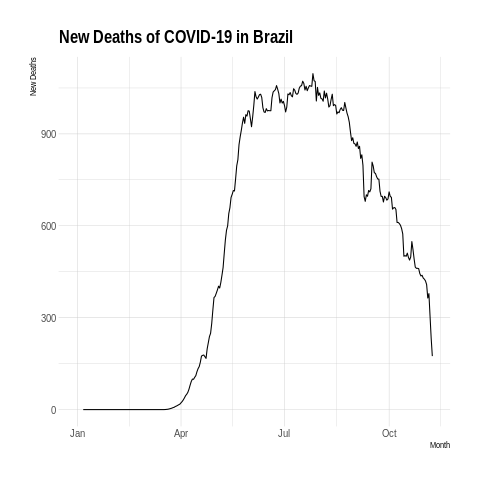 New Deaths of COVID-19 in Brazil
New Deaths
900
600
300
0
Jan Apr Jul Oct
Month